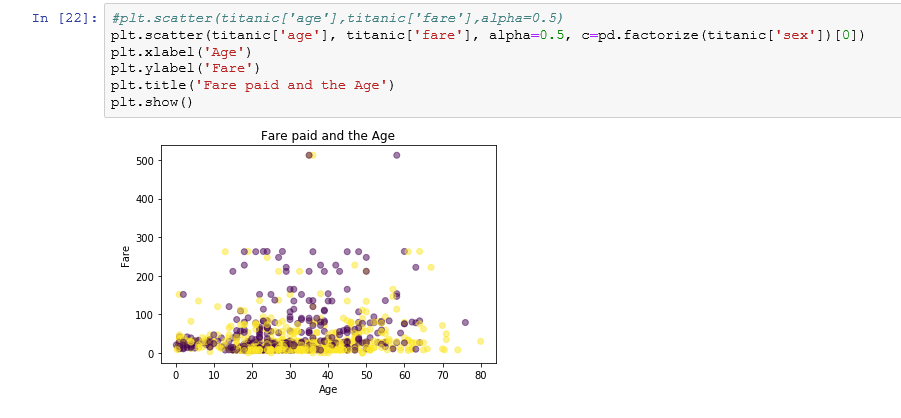 In [22]: #plt.scatter(titanic['age'],titanic['fare'],alpha=0.5)
plt.scatter(titanic['age'], titanic['fare'], alpha=0.5, c=pd.factorize(titanic['sex'])[0])
plt.xlabel('Age')
plt.ylabel('Fare')
plt.title('Fare paid and the Age')
plt.show()
Fare paid and the Age
500
400
300
200
100
0
Fare
0 10 20 30 40 50 60 70 80
Age